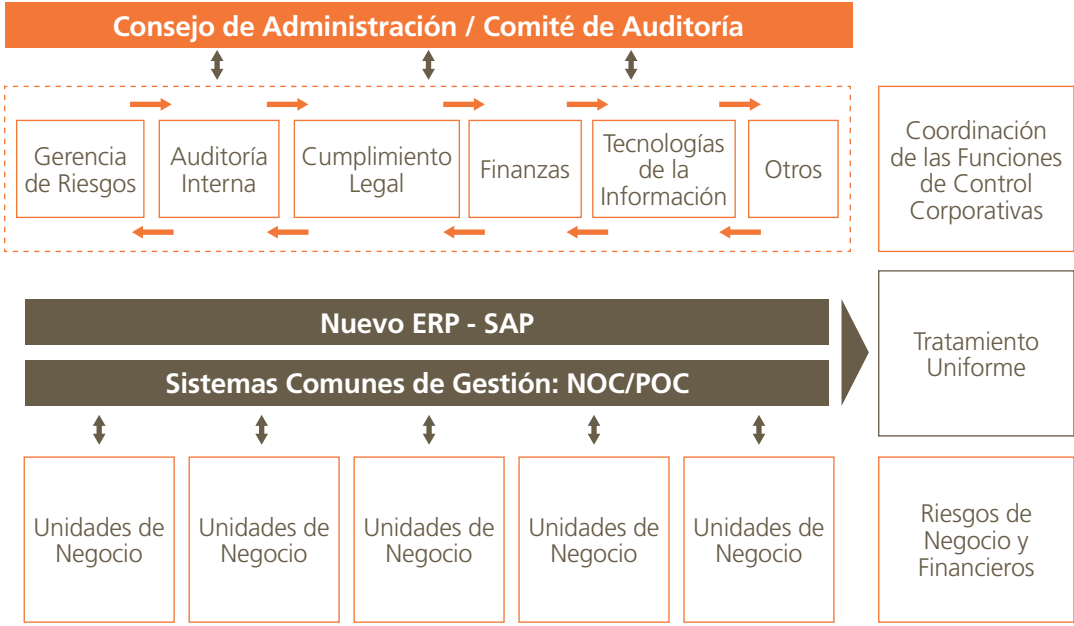 Consejo de Administración / Comité de Auditoría
Gerencia
de Riesgos
Auditoría
Interna
Cumplimiento
Legal
Finanzas
Tecnologías
de la
Información
Otros
Coordinación
de las Funciones
de Control
Corporativas
Nuevo ERP - SAP
Sistemas Comunes de Gestión: NOC/POC
Tratamiento
Uniforme
Unidades de
Negocio
Unidades de
Negocio
Unidades de
Negocio
Unidades de
Negocio
Unidades de
Negocio
Riesgos de
Negocio y
Financieros